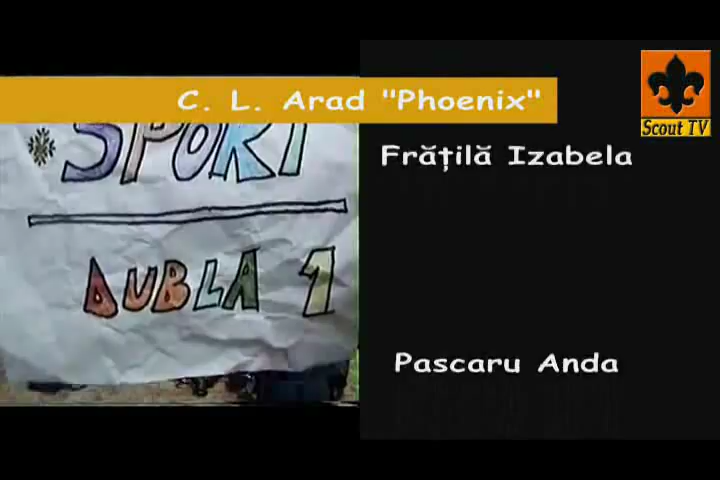 C. L. Arad "Phoenix"
Scout TV
Frățilă Izabela
SPORT
DUBLA 1
Pascaru Anda